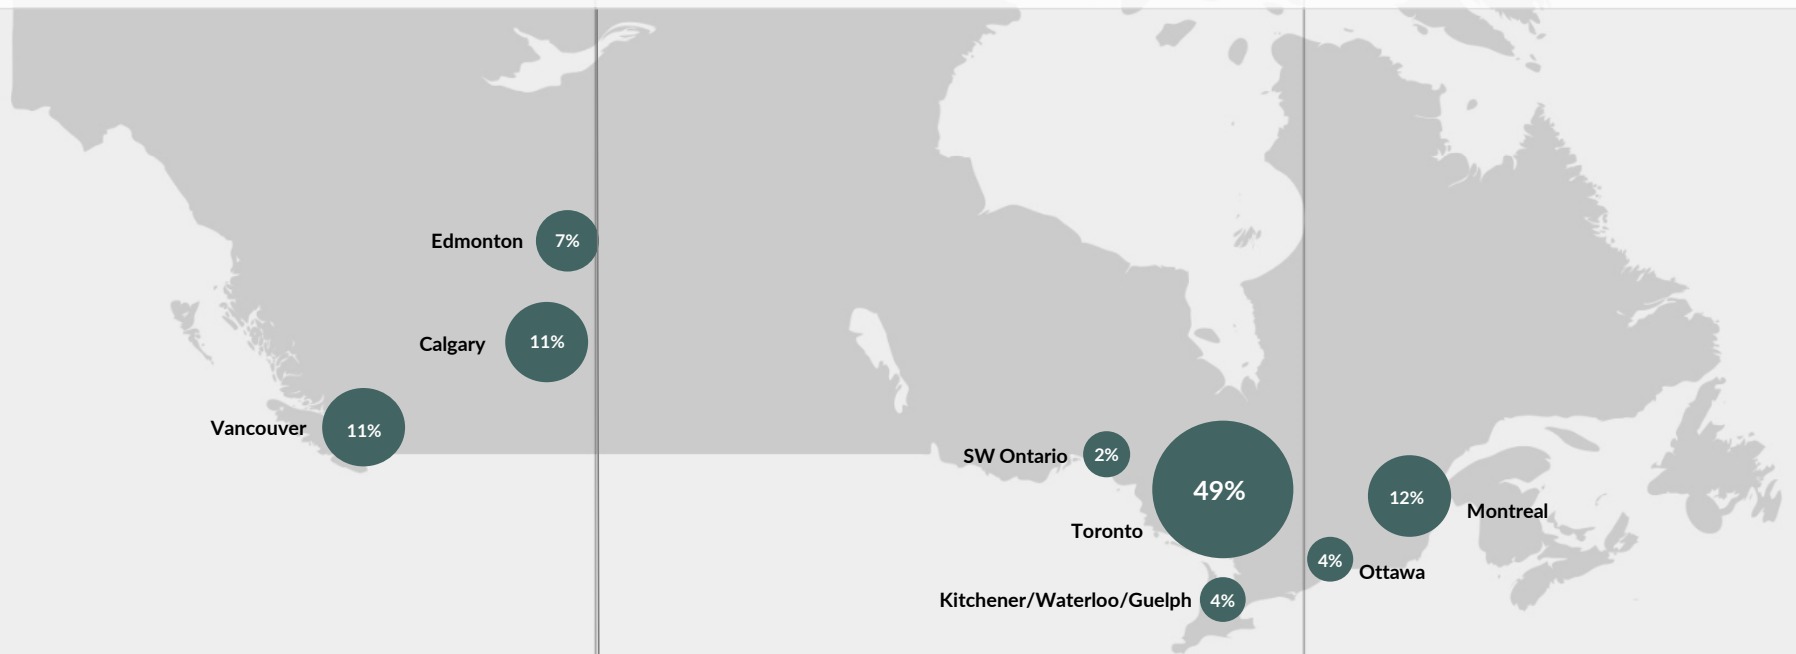 Edmonton 7%
Calgary 11%
Vancouver 11%
SW Ontario 2%
49%
Toronto
12%
Montreal
4%
Ottawa
Kitchener/Waterloo/Guelph 4%